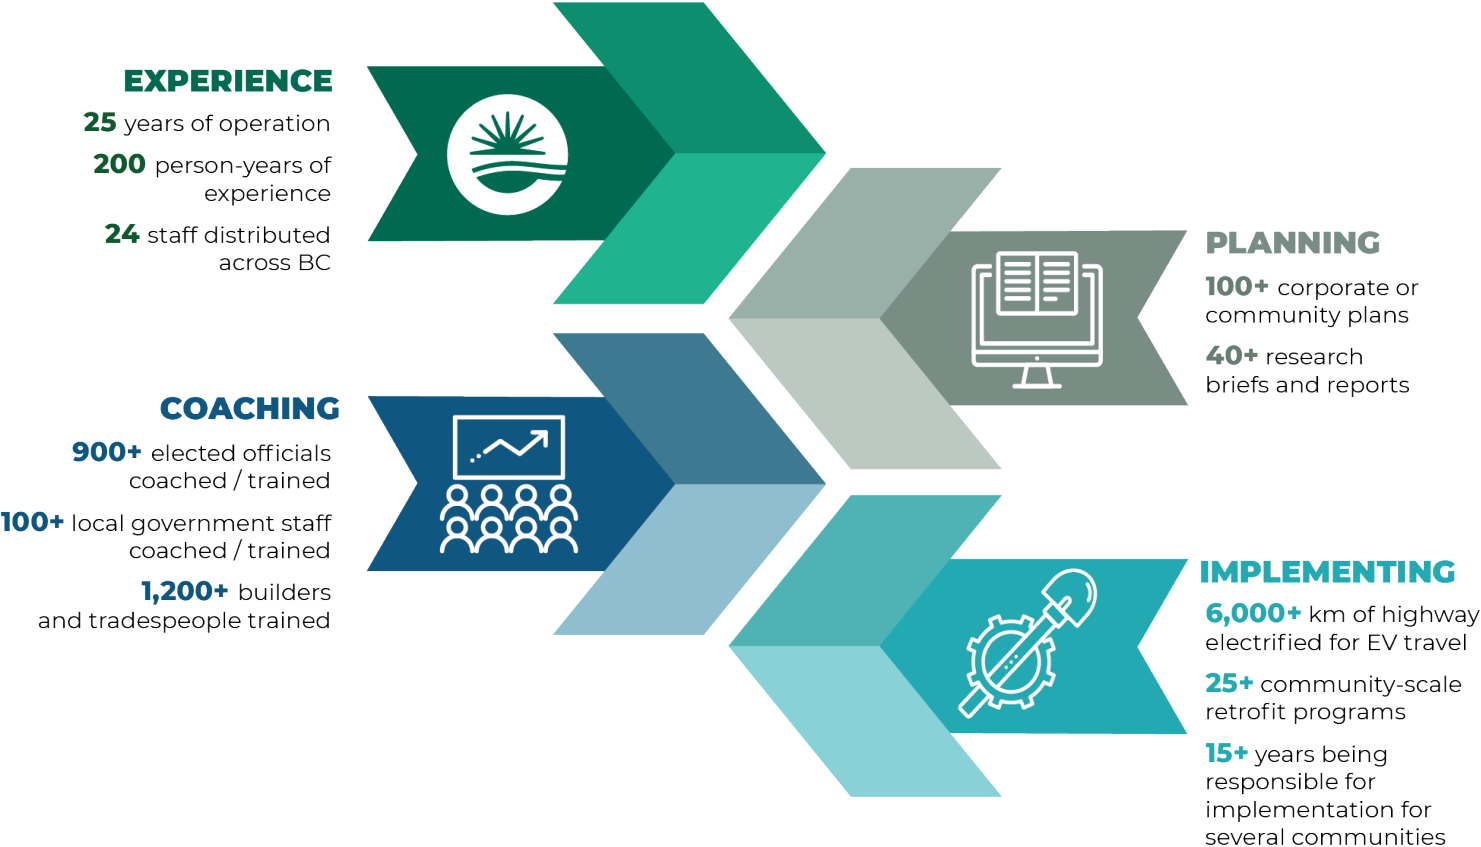 EXPERIENCE
25 years of operation
200 person-years of
experience
24 staff distributed
across BC
PLANNING
100+ corporate or
community plans
40+ research
briefs and reports
COACHING
900+ elected officials
coached / trained
100+ local government staff
coached / trained
1,200+ builders
and tradespeople trained
IMPLEMENTING
6,000+ km of highway
electrified for EV travel
25+ community-scale
retrofit programs
15+ years being
responsible for
implementation for
several communities